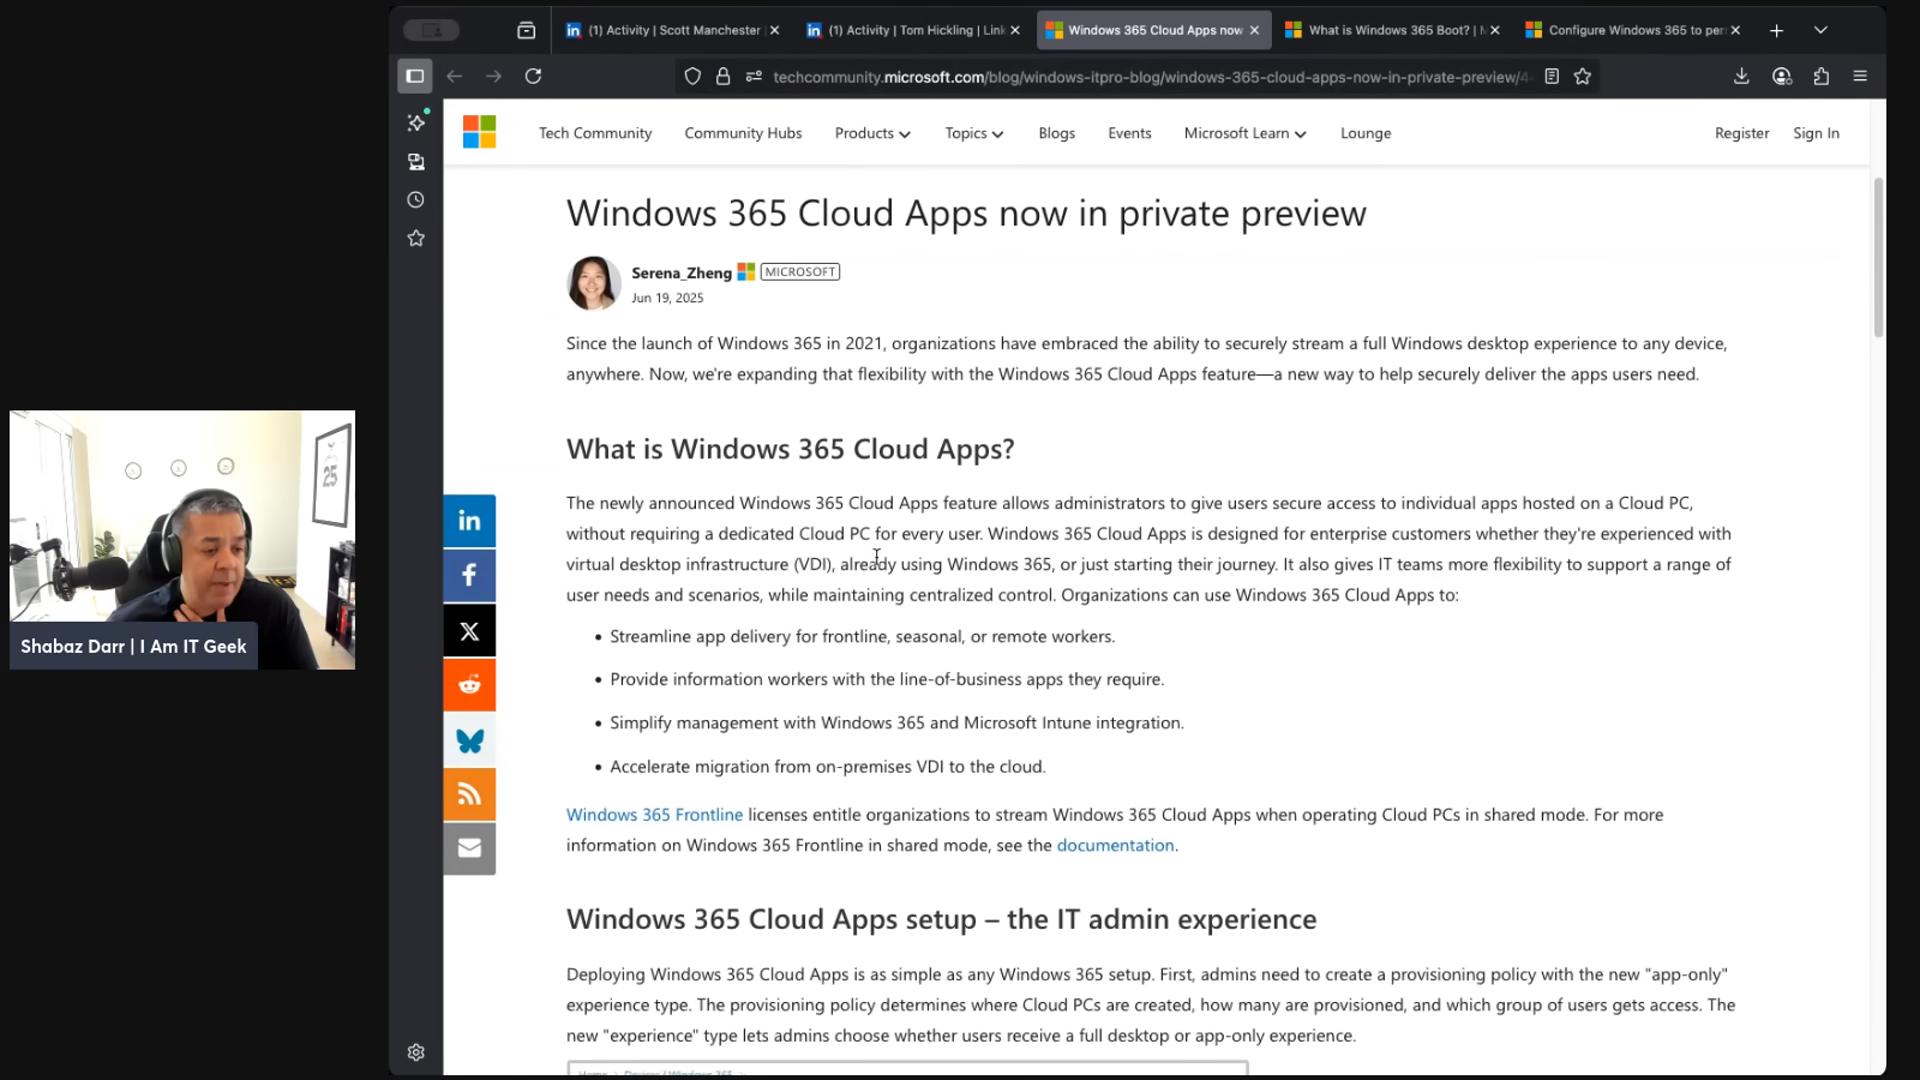 (1) Activity | Scott Manchester
(1) Activity | Tom Hickling | Link
Windows 365 Cloud Apps now
What is Windows 365 Boot? | M
Configure Windows 365 to per
techcommunity.microsoft.com/blog/windows-itpro-blog/windows-365-cloud-apps-now-in-private-preview/4
Tech Community
Community Hubs
Products
Topics
Blogs
Events
Microsoft Learn
Lounge
Register
Sign In
Windows 365 Cloud Apps now in private preview
Serena_Zheng
MICROSOFT
Jun 19, 2025
Since the launch of Windows 365 in 2021, organizations have embraced the ability to securely stream a full Windows desktop experience to any device,
anywhere. Now, we're expanding that flexibility with the Windows 365 Cloud Apps feature—a new way to help securely deliver the apps users need.
What is Windows 365 Cloud Apps?
The newly announced Windows 365 Cloud Apps feature allows administrators to give users secure access to individual apps hosted on a Cloud PC,
without requiring a dedicated Cloud PC for every user. Windows 365 Cloud Apps is designed for enterprise customers whether they're experienced with
virtual desktop infrastructure (VDI), already using Windows 365, or just starting their journey. It also gives IT teams more flexibility to support a range of
user needs and scenarios, while maintaining centralized control. Organizations can use Windows 365 Cloud Apps to:
• Streamline app delivery for frontline, seasonal, or remote workers.
• Provide information workers with the line-of-business apps they require.
• Simplify management with Windows 365 and Microsoft Intune integration.
• Accelerate migration from on-premises VDI to the cloud.
Windows 365 Frontline licenses entitle organizations to stream Windows 365 Cloud Apps when operating Cloud PCs in shared mode. For more
information on Windows 365 Frontline in shared mode, see the documentation.
Windows 365 Cloud Apps setup – the IT admin experience
Deploying Windows 365 Cloud Apps is as simple as any Windows 365 setup. First, admins need to create a provisioning policy with the new "app-only"
experience type. The provisioning policy determines where Cloud PCs are created, how many are provisioned, and which group of users gets access. The
new "experience" type lets admins choose whether users receive a full desktop or app-only experience.
25
Shabaz Darr | I Am IT Geek